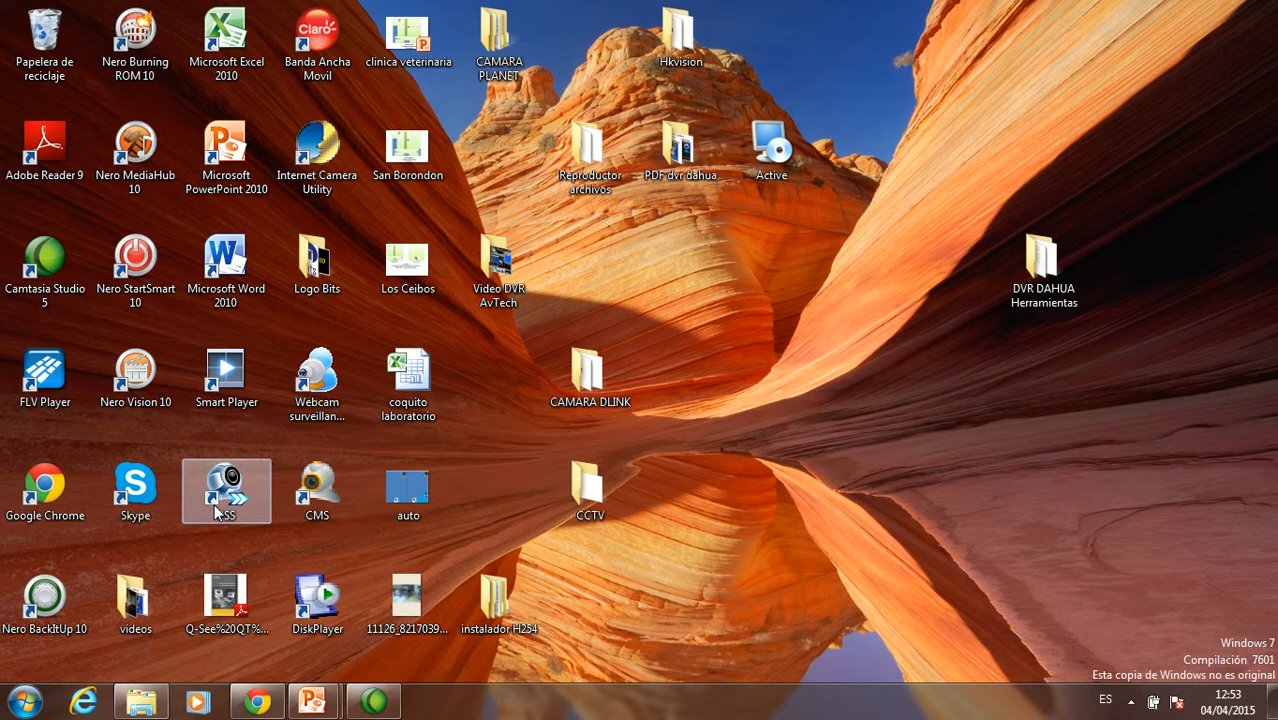 Papelera de
reciclaje
Nero Burning
ROM 10
Microsoft Excel
2010
Claro
Banda Ancha
Movil
clinica veterinaria
CAMARA
PLANET
Hkvision
Adobe Reader 9
Nero MediaHub
10
Microsoft
PowerPoint 2010
Internet Camera
Utility
San Borondon
Reproductor
archivos
PDF dvr dahua
Active
Camtasia Studio
5
Nero StartSmart
10
Microsoft Word
2010
Logo Bits
Los Ceibos
Video DVR
AvTech
DVR DAHUA
Herramientas
FLV Player
Nero Vision 10
Smart Player
Webcam
surveillan...
coquito
laboratorio
CAMARA DLINK
Google Chrome
Skype
CMS
auto
CCTV
Nero BackItUp 10
videos
Q-See%20QT%...
DiskPlayer
11126_8217039...
instalador H254
Windows 7
Compilación 7601
Esta copia de Windows no es original
ES
12:53
04/04/2015